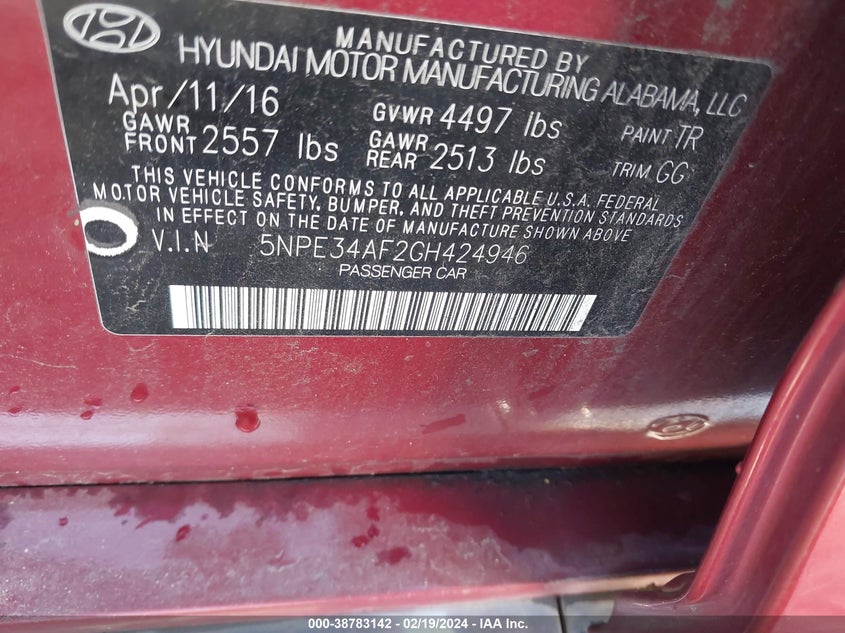 MANUFACTURED BY
HYUNDAI MOTOR MANUFACTURING ALABAMA, LLC
Apr/11/16 GVWR 4497 lbs PAINT TR
GAWR FRONT 2557 lbs GAWR REAR 2513 lbs TRIM GG
THIS VEHICLE CONFORMS TO ALL APPLICABLE U.S.A. FEDERAL
MOTOR VEHICLE SAFETY, BUMPER, AND THEFT PREVENTION STANDARDS
IN EFFECT ON THE DATE OF MANUFACTURE SHOWN ABOVE
V.I.N 5NPE34AF2GH424946
PASSENGER CAR
000-38783142 - 02/19/2024 - IAA Inc.